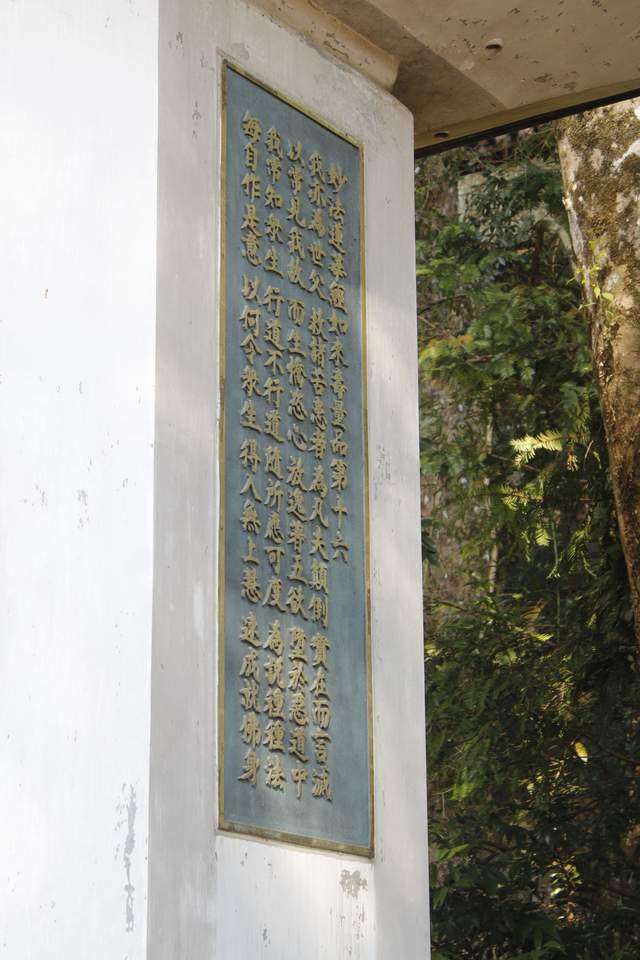 妙法蓮華經如来壽量品第十六
我亦為世父 救諸苦患者 為凡夫顛倒 實在而言滅
以常見我故 而生憍恣心 放逸著五欲 墮於惡道中
我常知衆生 行道不行道 隨所應可度 為説種種法
毎自作是意 以何令衆生 得入無上慧 速成就佛身